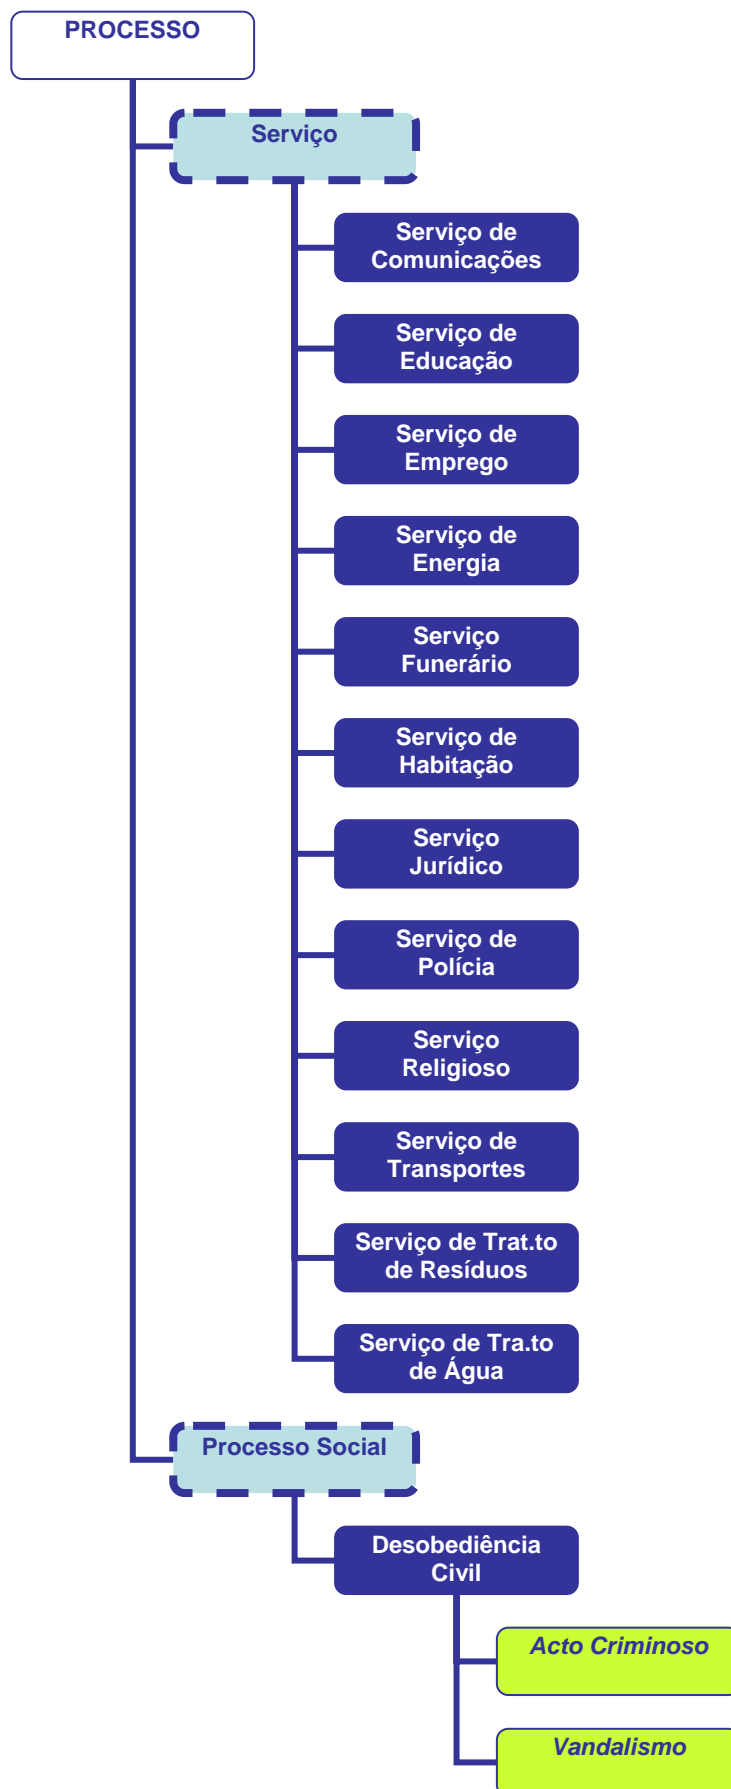 PROCESSO
Serviço
Serviço de
Comunicações
Serviço de
Educação
Serviço de
Emprego
Serviço de
Energia
Serviço
Funerário
Serviço de
Habitação
Serviço
Jurídico
Serviço de
Polícia
Serviço
Religioso
Serviço de
Transportes
Serviço de Trat.to
de Resíduos
Serviço de Tra.to
de Água
Processo Social
Desobediência
Civil
Acto Criminoso
Vandalismo